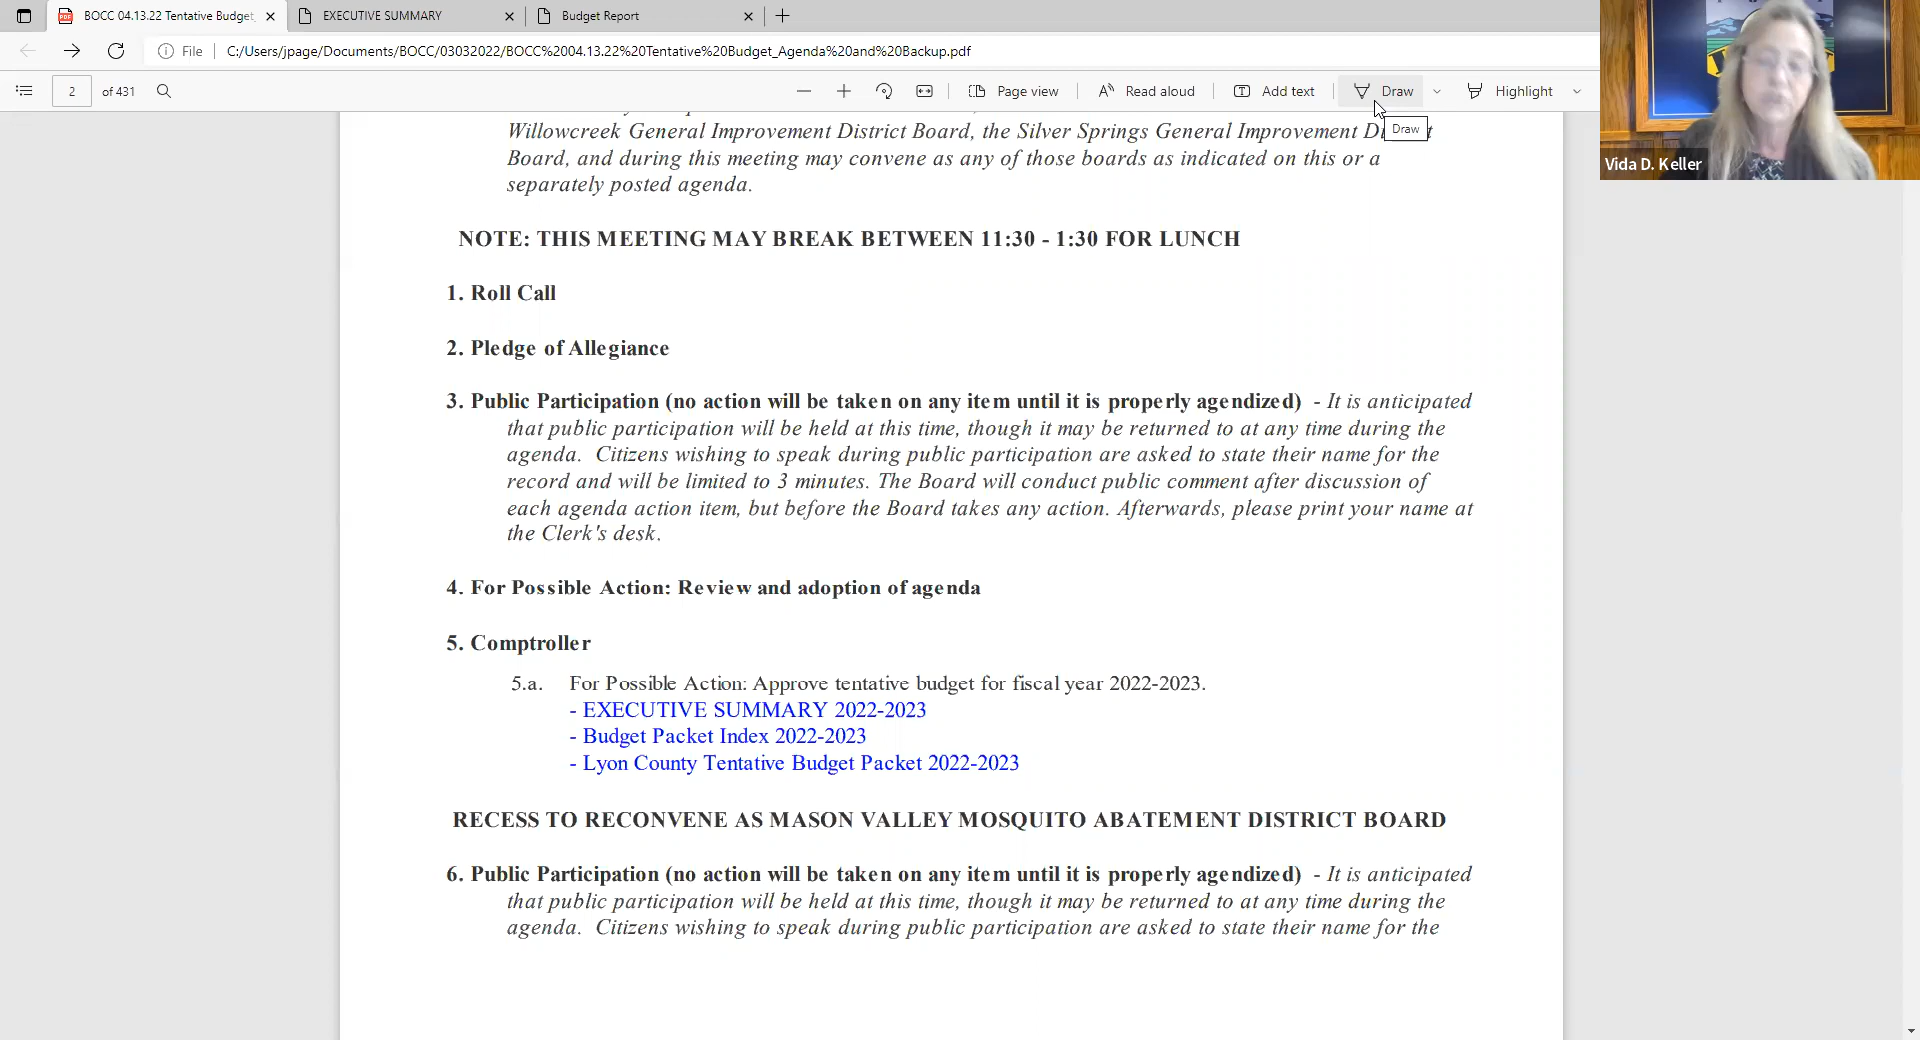 BOCC 04.13.22 Tentative Budget_
EXECUTIVE SUMMARY
Budget Report
File
C:/Users/jpage/Documents/BOCC/03032022/BOCC%2004.13.22%20Tentative%20Budget_Agenda%20and%20Backup.pdf
2 of 431
Page view
Read aloud
Add text
Draw
Highlight
Draw
Vida D. Keller
Willowcreek General Improvement District Board, the Silver Springs General Improvement
Board, and during this meeting may convene as any of those boards as indicated on this or a
separately posted agenda.
NOTE: THIS MEETING MAY BREAK BETWEEN 11:30 - 1:30 FOR LUNCH
1. Roll Call
2. Pledge of Allegiance
3. Public Participation (no action will be taken on any item until it is properly agendized) - It is anticipated
that public participation will be held at this time, though it may be returned to at any time during the
agenda. Citizens wishing to speak during public participation are asked to state their name for the
record and will be limited to 3 minutes. The Board will conduct public comment after discussion of
each agenda action item, but before the Board takes any action. Afterwards, please print your name at
the Clerk's desk.
4. For Possible Action: Review and adoption of agenda
5. Comptroller
5.a. For Possible Action: Approve tentative budget for fiscal year 2022-2023.
- EXECUTIVE SUMMARY 2022-2023
- Budget Packet Index 2022-2023
- Lyon County Tentative Budget Packet 2022-2023
RECESS TO RECONVENE AS MASON VALLEY MOSQUITO ABATEMENT DISTRICT BOARD
6. Public Participation (no action will be taken on any item until it is properly agendized) - It is anticipated
that public participation will be held at this time, though it may be returned to at any time during the
agenda. Citizens wishing to speak during public participation are asked to state their name for the